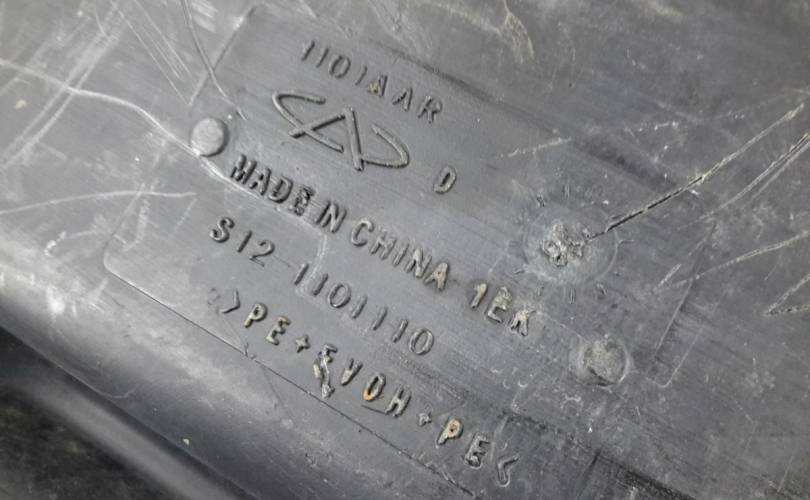 1101AAR
D
MADE IN CHINA 1EK
S12 1101110
>PE+EVOH+PE<